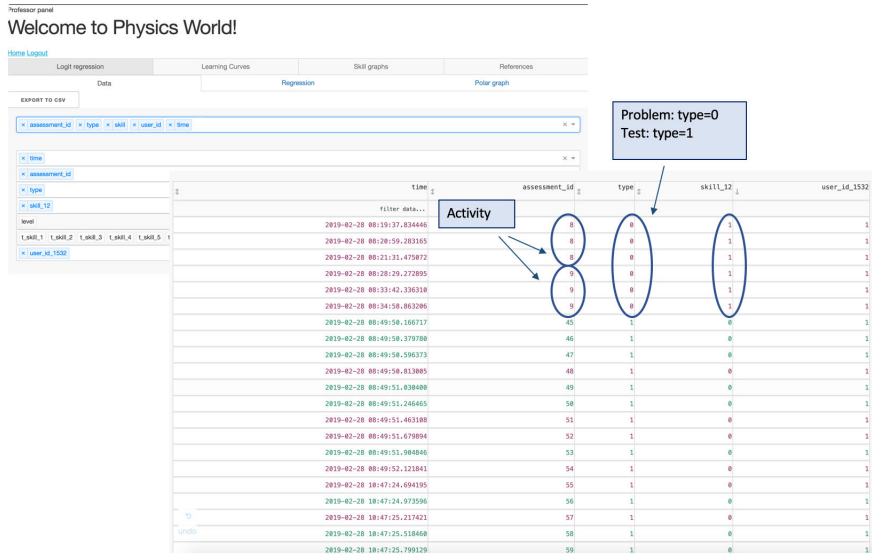 Professor panel
Welcome to Physics World!
Home Logout
Logit regression Learning Curves Skill graphs References
Data Regression Polar graph
EXPORT TO CSV
× assessment_id × type × skill × user_id × time ×
× time ×
× assessment_id
× type
× skill_12
level
t_skill_1 t_skill_2 t_skill_3 t_skill_4 t_skill_5 t
× user_id_1532
Problem: type=0
Test: type=1
Activity
time assessment_id type skill_12 user_id_1532
filter data...
2019-02-28 08:19:37.834446 8 0 1 1
2019-02-28 08:20:59.283165 8 0 1 1
2019-02-28 08:21:31.475072 8 0 1 1
2019-02-28 08:28:29.272895 9 0 1 1
2019-02-28 08:33:42.336310 9 0 1 1
2019-02-28 08:34:58.863206 9 0 1 1
2019-02-28 08:49:50.166717 45 1 0 1
2019-02-28 08:49:50.379780 46 1 0 1
2019-02-28 08:49:50.596373 47 1 0 1
2019-02-28 08:49:50.813005 48 1 0 1
2019-02-28 08:49:51.030400 49 1 0 1
2019-02-28 08:49:51.246465 50 1 0 1
2019-02-28 08:49:51.463108 51 1 0 1
2019-02-28 08:49:51.679894 52 1 0 1
2019-02-28 08:49:51.904846 53 1 0 1
2019-02-28 08:49:52.121841 54 1 0 1
2019-02-28 10:47:24.694195 55 1 0 1
2019-02-28 10:47:24.973596 56 1 0 1
2019-02-28 10:47:25.217421 57 1 0 1
undo
2019-02-28 10:47:25.518460 58 1 0 1
2019-02-28 10:47:25.799129 59 1 0 1